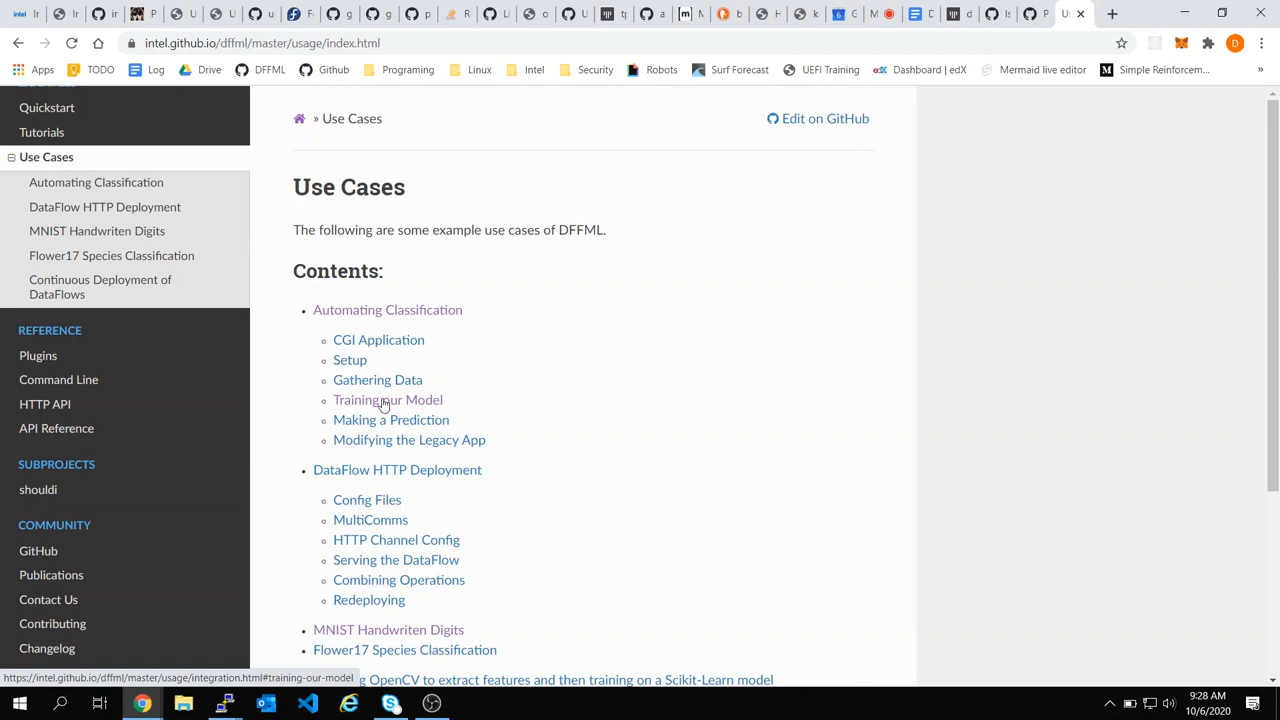 intel.github.io/dffml/master/usage/index.html
Apps
TODO
Log
Drive
DFFML
Github
Programing
Linux
Intel
Security
Robots
Surf Forecast
UEFI Training
Dashboard | edX
Mermaid live editor
Simple Reinforcem...
»
Quickstart
Tutorials
Use Cases
Automating Classification
DataFlow HTTP Deployment
MNIST Handwriten Digits
Flower17 Species Classification
Continuous Deployment of
DataFlows
REFERENCE
Plugins
Command Line
HTTP API
API Reference
SUBPROJECTS
shouldi
COMMUNITY
GitHub
Publications
Contact Us
Contributing
Changelog
» Use Cases
Edit on GitHub
Use Cases
The following are some example use cases of DFFML.
Contents:
Automating Classification
CGI Application
Setup
Gathering Data
Training our Model
Making a Prediction
Modifying the Legacy App
DataFlow HTTP Deployment
Config Files
MultiComms
HTTP Channel Config
Serving the DataFlow
Combining Operations
Redeploying
MNIST Handwriten Digits
Flower17 Species Classification
OpenCV to extract features and then training on a Scikit-Learn model
https://intel.github.io/dffml/master/usage/integration.html#training-our-model
9:28 AM
10/6/2020